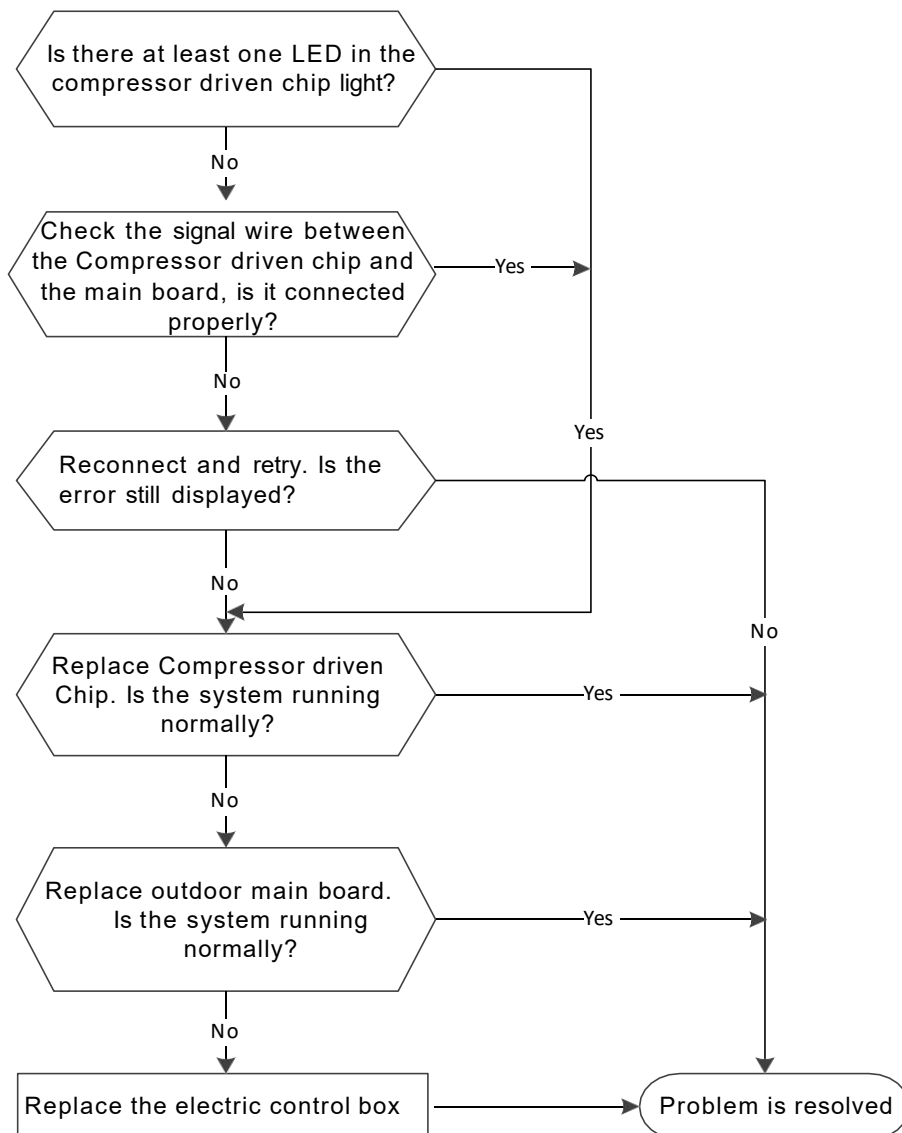 Is there at least one LED in the
compressor driven chip light?
No
Check the signal wire between
the Compressor driven chip and
the main board, is it connected
properly?
Yes
No
Yes
Reconnect and retry. Is the
error still displayed?
No
No
Replace Compressor driven
Chip. Is the system running
normally?
Yes
No
Replace outdoor main board.
Is the system running
normally?
Yes
No
Replace the electric control box
Problem is resolved